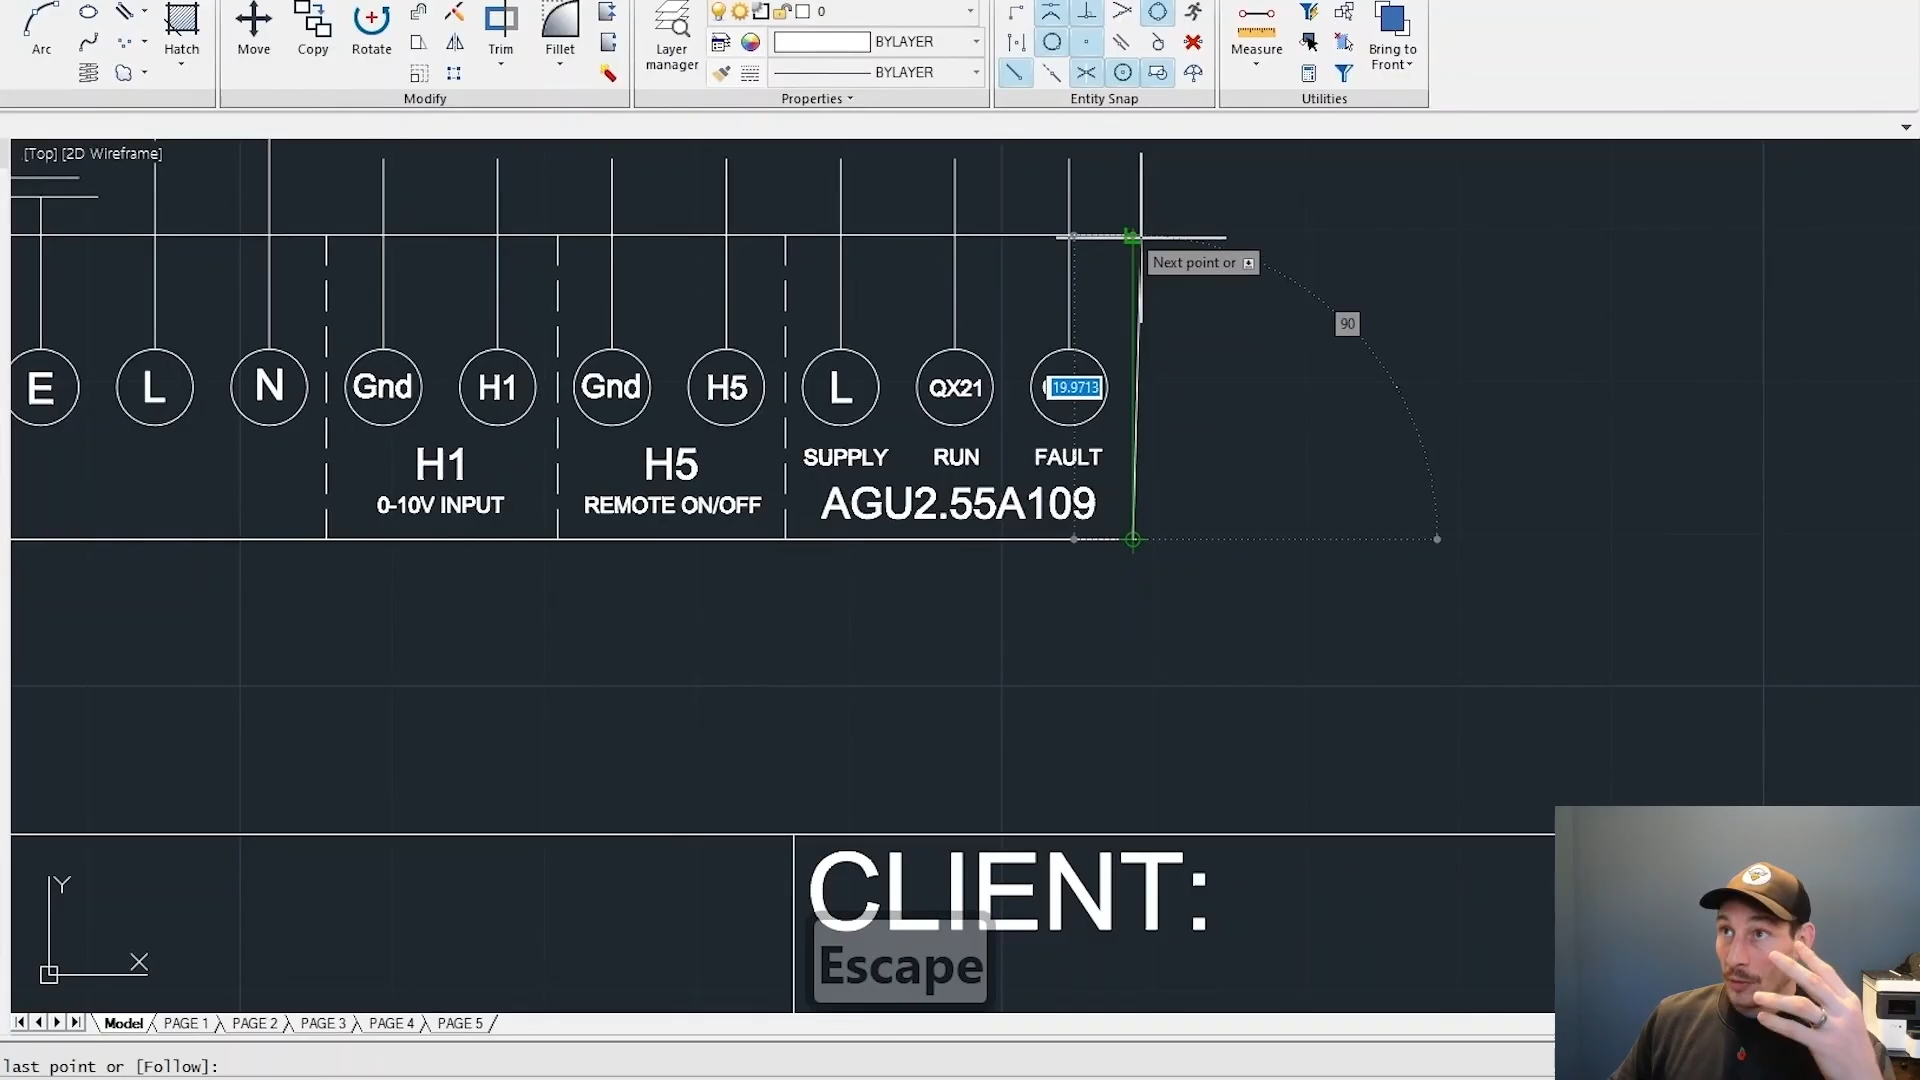 Arc
Hatch
Move
Copy
Rotate
Trim
Fillet
Layer
manager
0
BYLAYER
BYLAYER
Measure
Bring to
Front
Modify
Properties
Entity Snap
Utilities
[Top] [2D Wireframe]
Next point or
90
E
L
N
Gnd
H1
Gnd
H5
L
QX21
19.9713
SUPPLY
RUN
FAULT
H1
H5
AGU2.55A109
0-10V INPUT
REMOTE ON/OFF
CLIENT:
Escape
Y
X
Model
PAGE 1
PAGE 2
PAGE 3
PAGE 4
PAGE 5
last point or [Follow]: